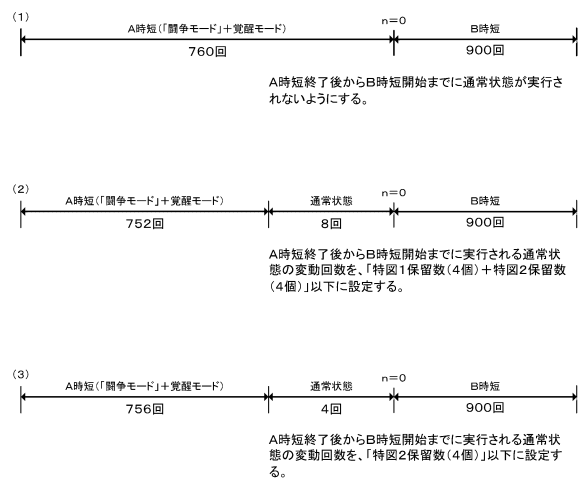 (1)
n=0
A時短(「闘争モード」+覚醒モード)
B時短
760回
900回
A時短終了後からB時短開始までに通常状態が実行さ
れないようにする。
(2)
n=0
A時短(「闘争モード」+覚醒モード)
通常状態
B時短
752回
8回
900回
A時短終了後からB時短開始までに実行される通常状
態の変動回数を、「特図1保留数(4個)+特図2保留数
(4個)」以下に設定する。
(3)
n=0
A時短(「闘争モード」+覚醒モード)
通常状態
B時短
756回
4回
900回
A時短終了後からB時短開始までに実行される通常状
態の変動回数を、「特図2保留数(4個)」以下に設定す
る。